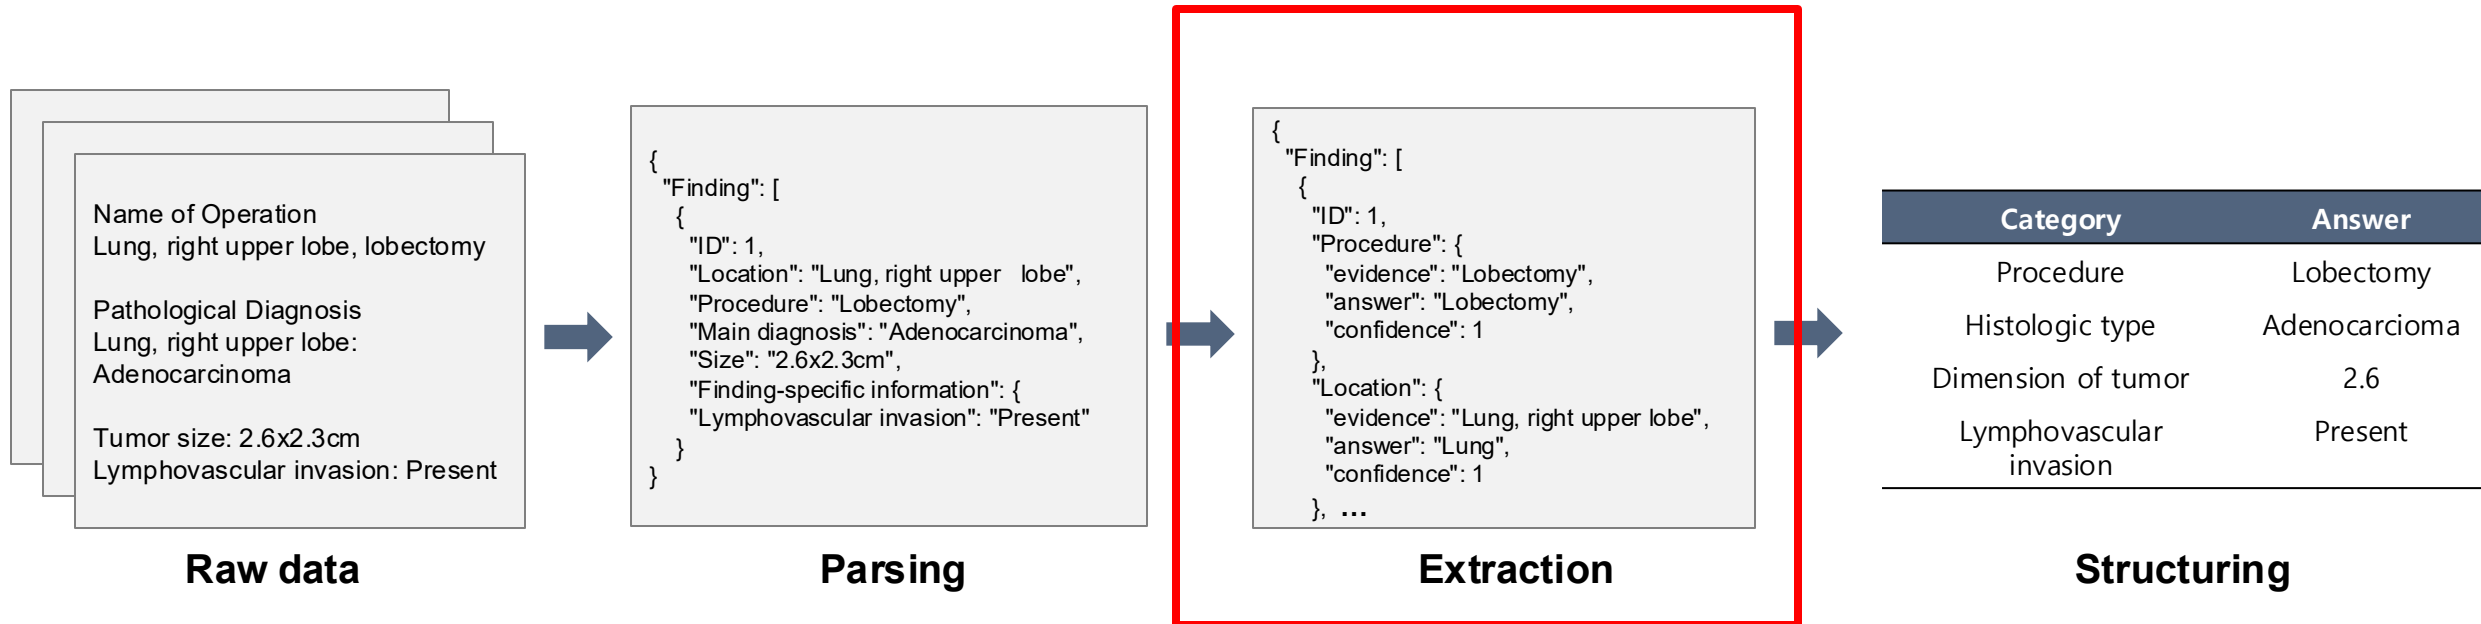 Name of Operation
Lung, right upper lobe, lobectomy
Pathological Diagnosis
Lung, right upper lobe:
Adenocarcinoma
Tumor size: 2.6x2.3cm
Lymphovascular invasion: Present
Raw data
{
"Finding": [
{
"ID": 1,
"Location": "Lung, right upper lobe",
"Procedure": "Lobectomy",
"Main diagnosis": "Adenocarcinoma",
"Size": "2.6x2.3cm",
"Finding-specific information": {
"Lymphovascular invasion": "Present"
}
}
Parsing
{
"Finding": [
{
"ID": 1,
"Procedure": {
"evidence": "Lobectomy",
"answer": "Lobectomy",
"confidence": 1
},
"Location": {
"evidence": "Lung, right upper lobe",
"answer": "Lung",
"confidence": 1
}, ...
Extraction
Category Answer
Procedure Lobectomy
Histologic type Adenocarcioma
Dimension of tumor 2.6
Lymphovascular Present
invasion
Structuring